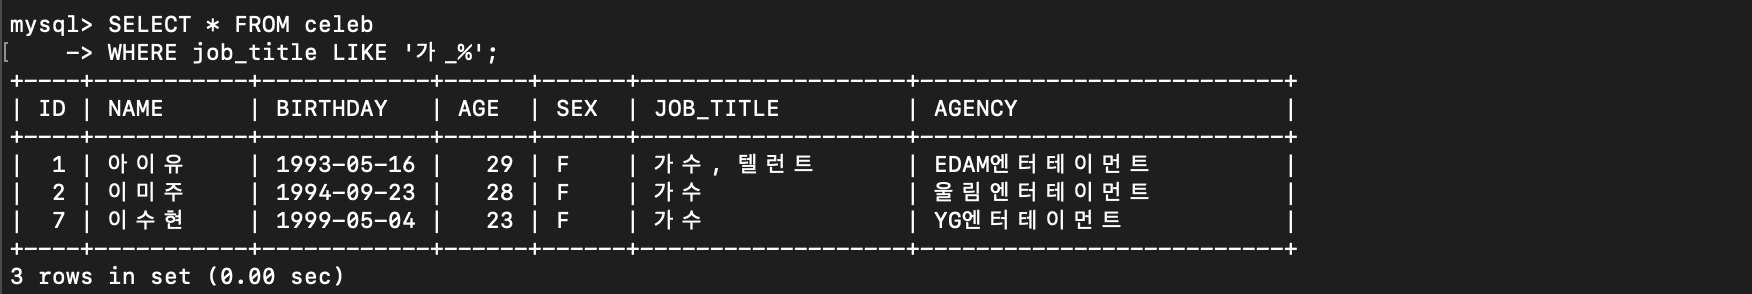 mysql> SELECT * FROM celeb
    -> WHERE job_title LIKE '가_%';
+----+-----------+------------+------+------+-------------------+--------------------------+
| ID | NAME      | BIRTHDAY   | AGE  | SEX  | JOB_TITLE         | AGENCY                   |
+----+-----------+------------+------+------+-------------------+--------------------------+
|  1 | 아이유    | 1993-05-16 |   29 | F    | 가수, 텔런트      | EDAM엔터테이먼트         |
|  2 | 이미주    | 1994-09-23 |   28 | F    | 가수              | 울림엔터테이먼트         |
|  7 | 이수현    | 1999-05-04 |   23 | F    | 가수              | YG엔터테이먼트           |
+----+-----------+------------+------+------+-------------------+--------------------------+
3 rows in set (0.00 sec)